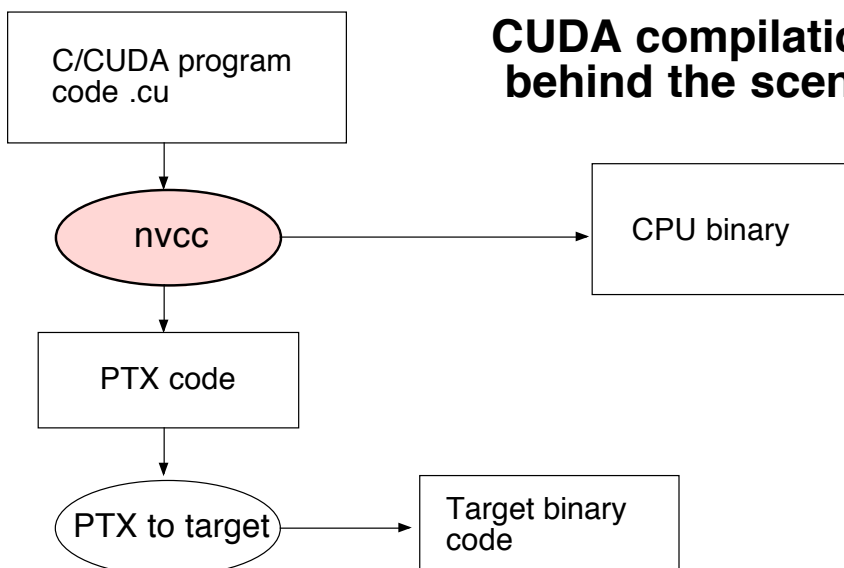 CUDA compilatio
behind the scen
C/CUDA program
code .cu
nvcc
CPU binary
PTX code
PTX to target
Target binary
code